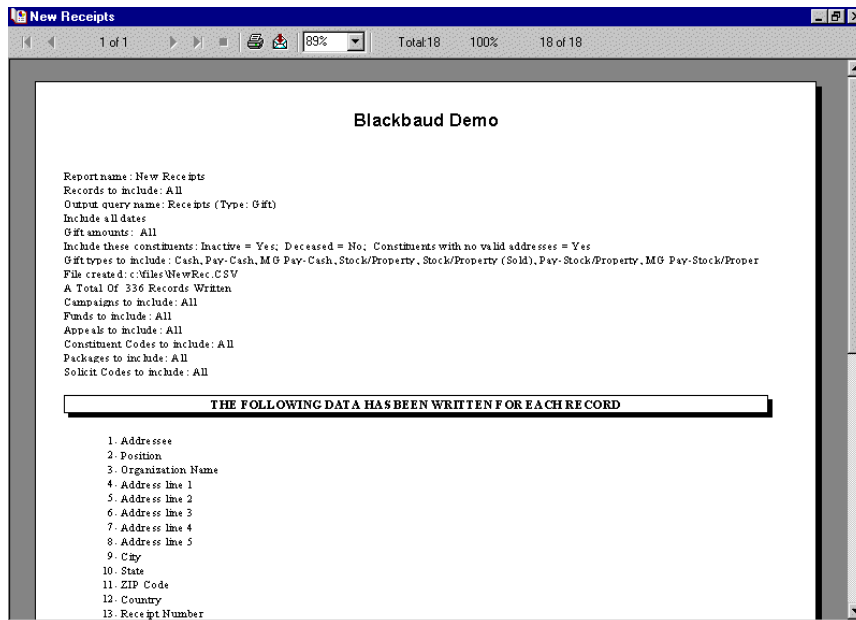 New Receipts
1 of 1 89% Total:18 100% 18 of 18
Blackbaud Demo
Report name: New Receipts
Records to include: All
Output query name: Receipts (Type: Gift)
Include all dates
Gift amounts: All
Include these constituents: Inactive = Yes; Deceased = No; Constituents with no valid addresses = Yes
Gift types to include: Cash, Pay-Cash, MG Pay-Cash, Stock/Property, Stock/Property (Sold), Pay-Stock/Property, MG Pay-Stock/Proper
File created: c:\files\NewRec.CSV
A Total Of 336 Records Written
Campaigns to include: All
Funds to include: All
Appeals to include: All
Constituent Codes to include: All
Packages to include: All
Solicit Codes to include: All
THE FOLLOWING DATA HAS BEEN WRITTEN FOR EACH RECORD
1. Addressee
2. Position
3. Organization Name
4. Address line 1
5. Address line 2
6. Address line 3
7. Address line 4
8. Address line 5
9. City
10. State
11. ZIP Code
12. Country
13. Receipt Number